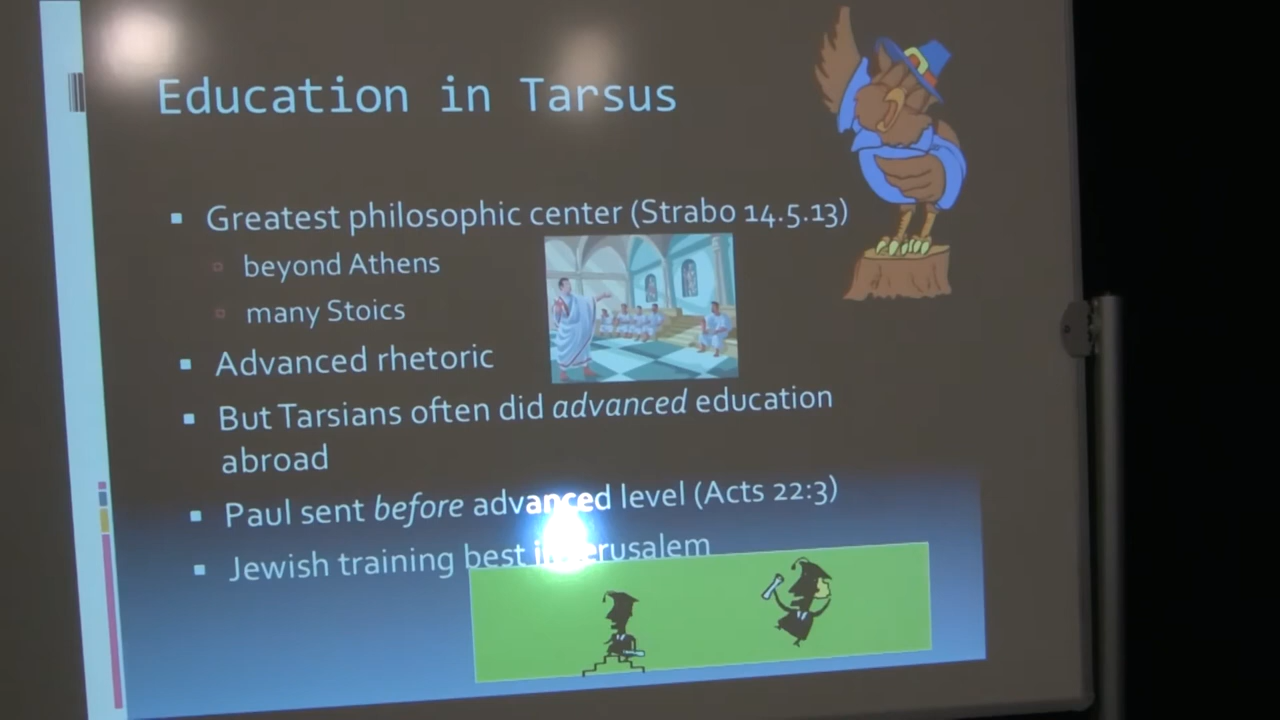 Education in Tarsus
Greatest philosophic center (Strabo 14.5.13)
beyond Athens
many Stoics
Advanced rhetoric
But Tarsians often did advanced education
abroad
Paul sent before advanced level (Acts 22:3)
Jewish training best in Jerusalem